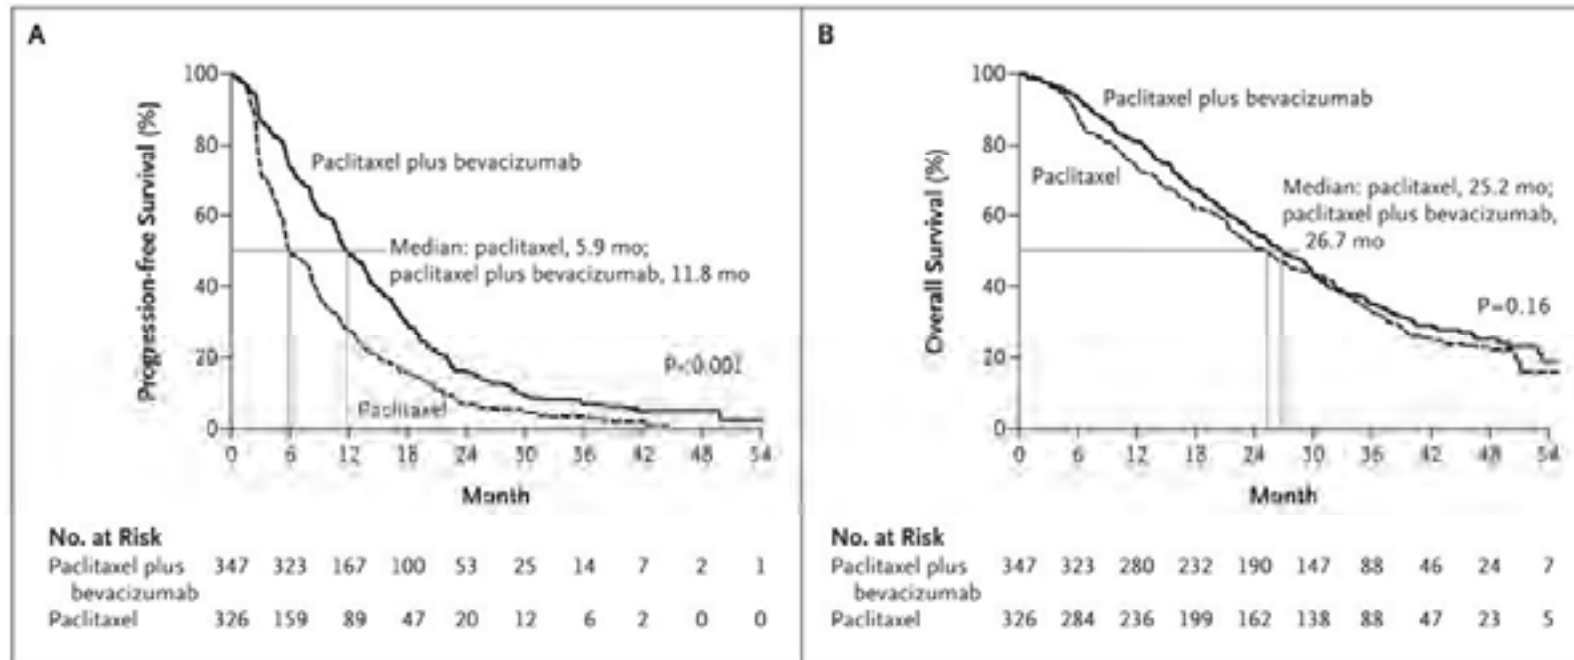 A
Progression-free Survival (%)
100
80
60
40
20
0
Paclitaxel plus bevacizumab
Median: paclitaxel, 5.9 mo;
paclitaxel plus bevacizumab, 11.8 mo
P<0.001
Paclitaxel
0 6 12 18 24 30 36 42 48 54
Month
No. at Risk
Paclitaxel plus 347 323 167 100 53 25 14 7 2 1
bevacizumab
Paclitaxel 326 159 89 47 20 12 6 2 0 0
B
Overall Survival (%)
100
80
60
40
20
0
Paclitaxel plus bevacizumab
Paclitaxel
Median: paclitaxel, 25.2 mo;
paclitaxel plus bevacizumab,
26.7 mo
P=0.16
0 6 12 18 24 30 36 42 48 54
Month
No. at Risk
Paclitaxel plus 347 323 280 232 190 147 88 46 24 7
bevacizumab
Paclitaxel 326 284 236 199 162 138 88 47 23 5